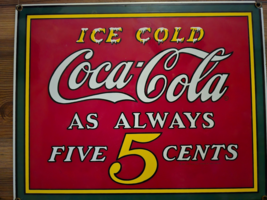 ICE COLD
Coca-Cola
AS ALWAYS
FIVE 5 CENTS